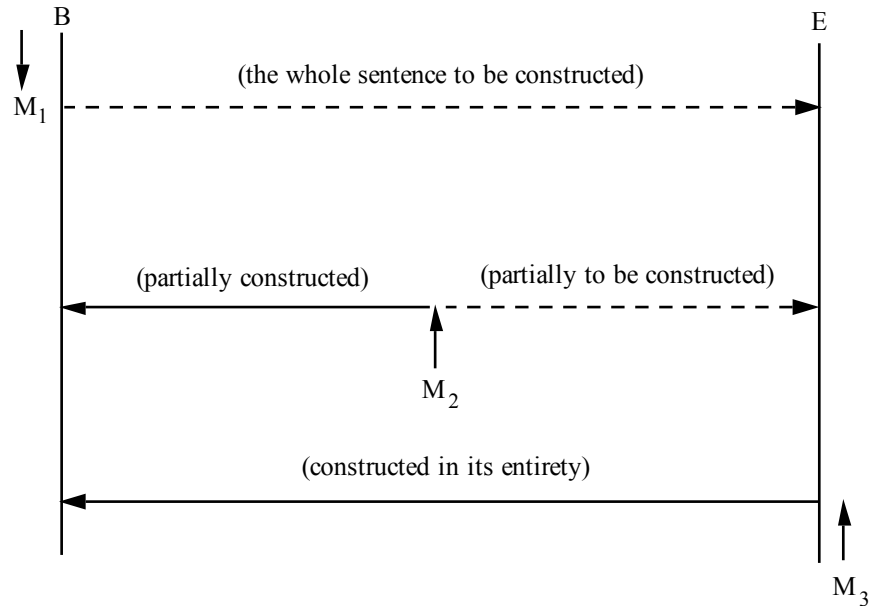 B
E
(the whole sentence to be constructed)
M1
(partially constructed)
(partially to be constructed)
M2
(constructed in its entirety)
M3